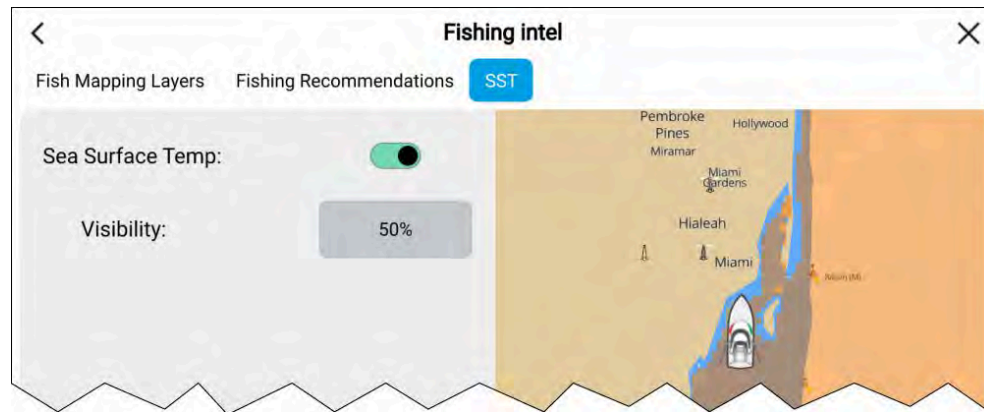 Fishing intel
Fish Mapping Layers Fishing Recommendations SST
Sea Surface Temp:
Visibility:
50%
Pembroke
Pines
Hollywood
Miramar
Miami
Gardens
Hialeah
Miami